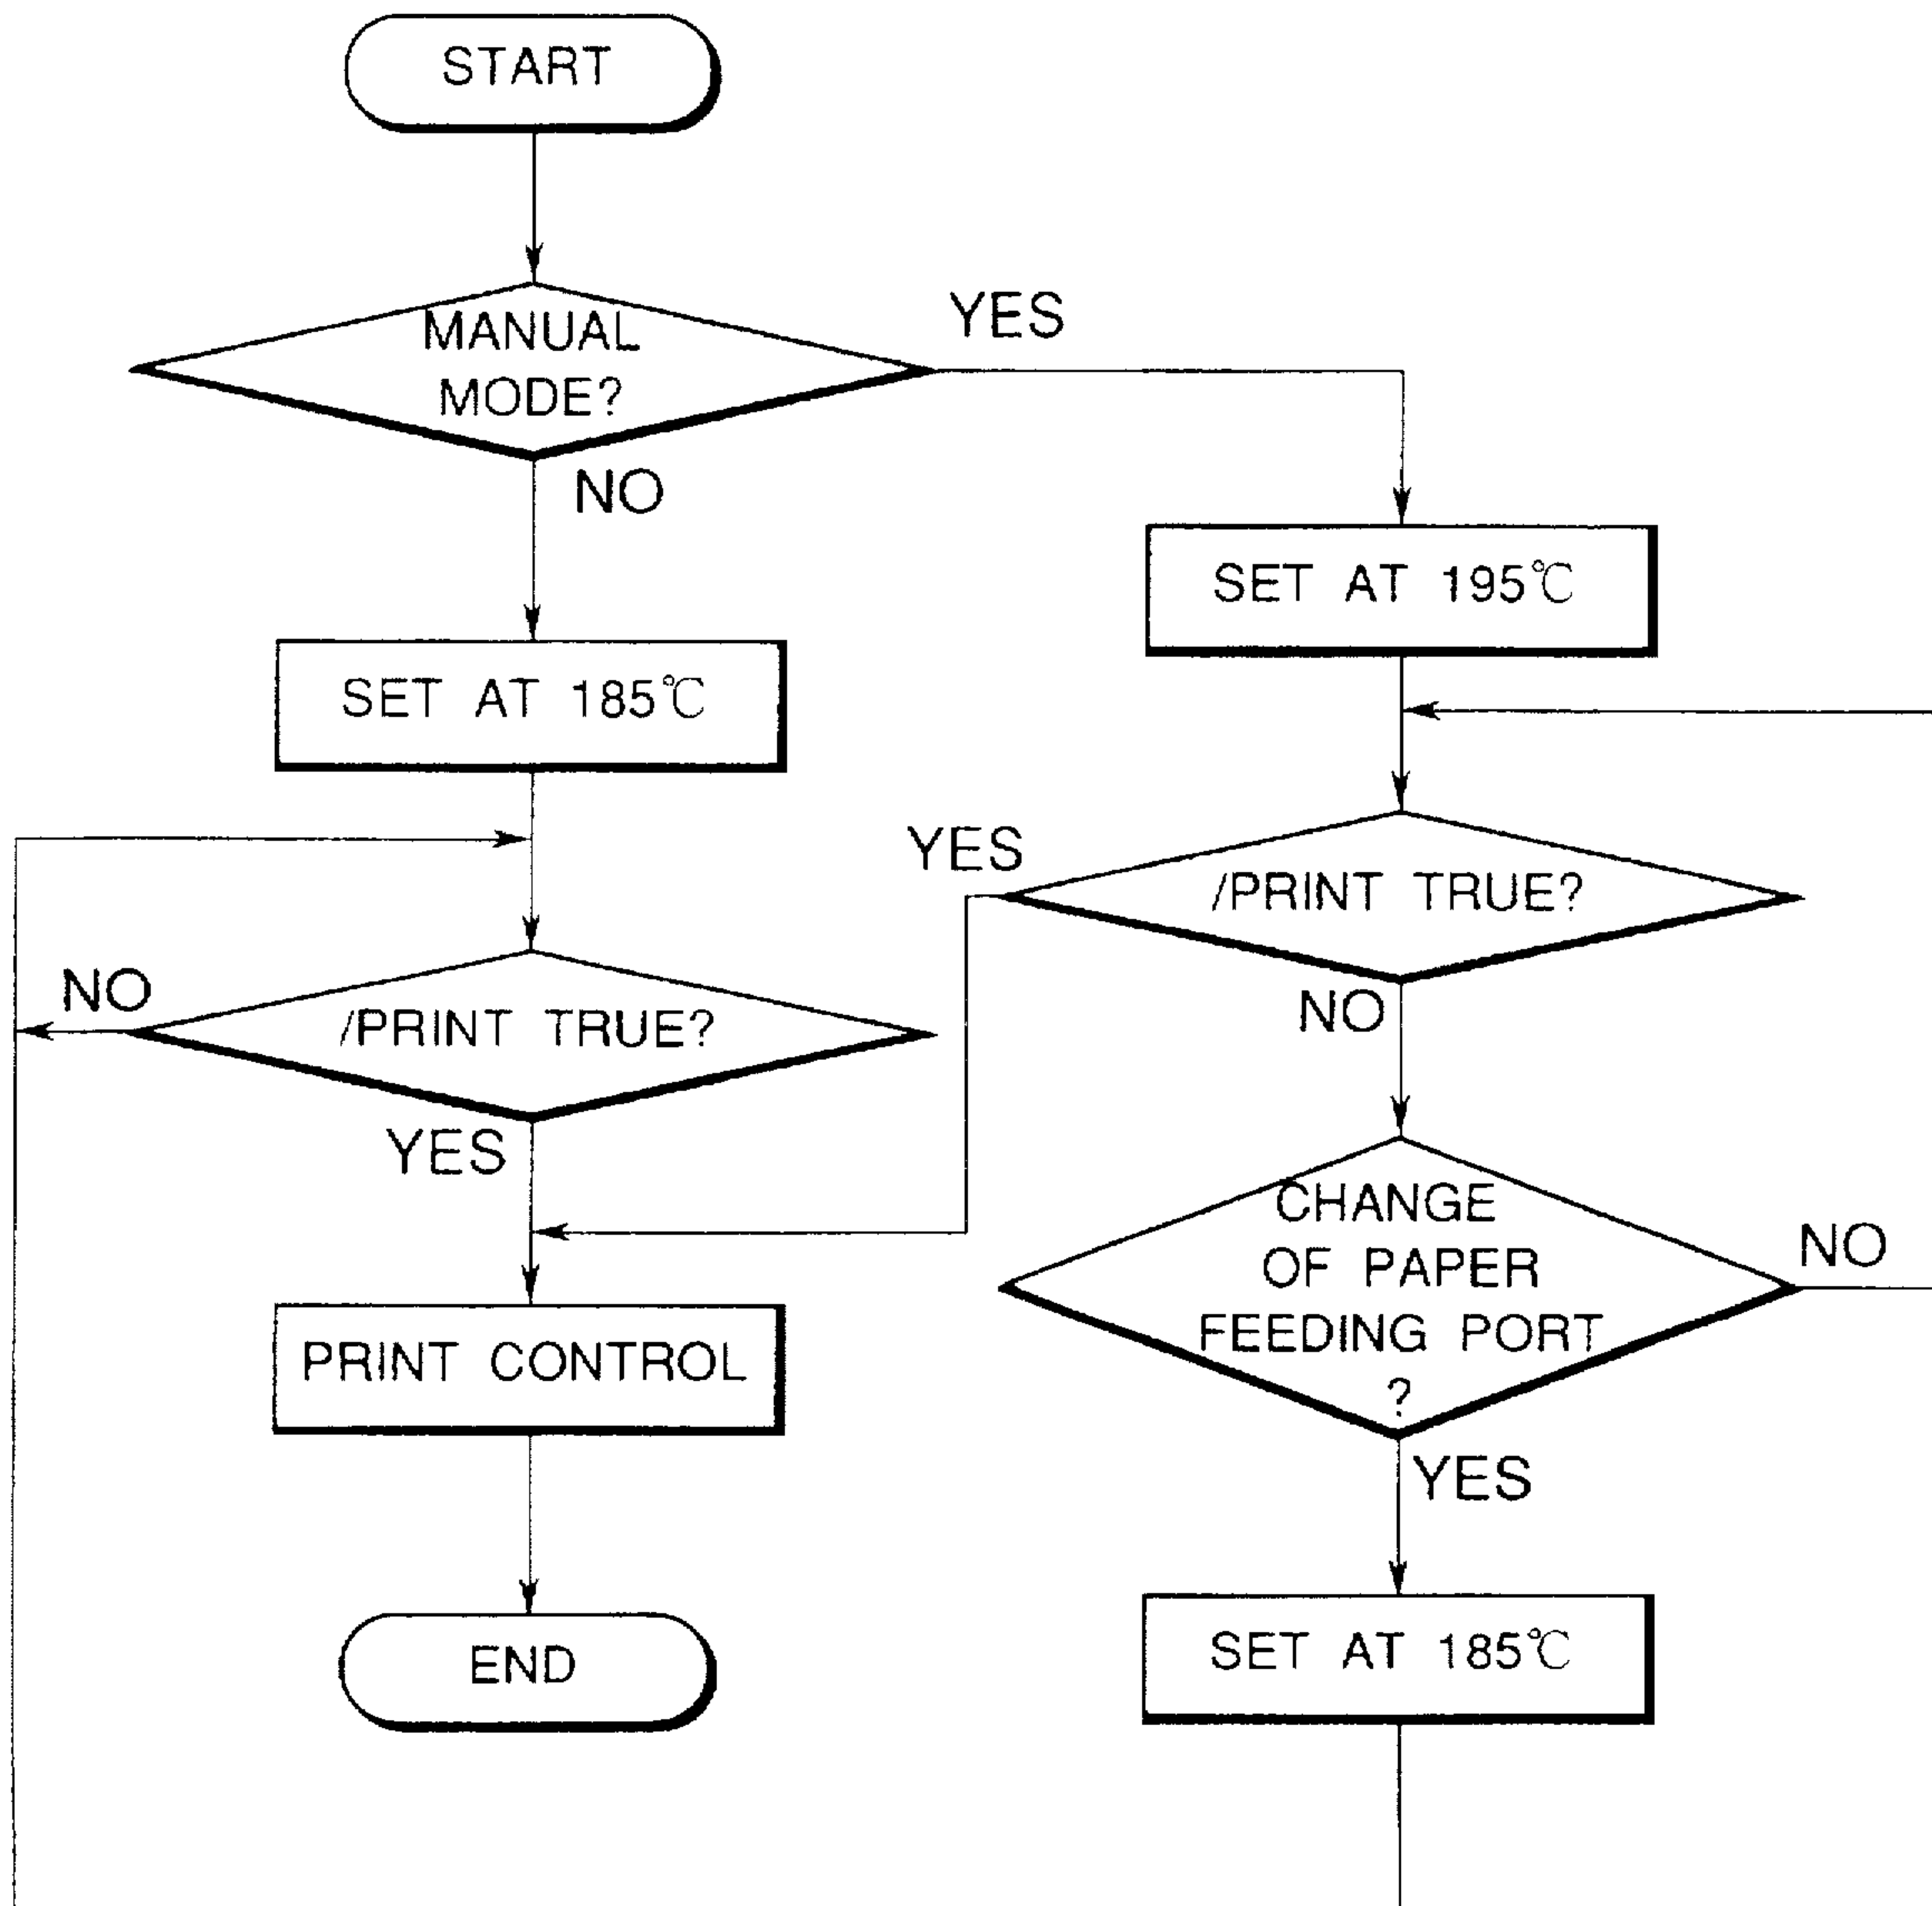 START
MANUAL
MODE?
YES
NO
SET AT 195℃
SET AT 185℃
YES
/PRINT TRUE?
NO
/PRINT TRUE?
NO
YES
CHANGE
OF PAPER
FEEDING PORT
?
NO
PRINT CONTROL
YES
END
SET AT 185℃